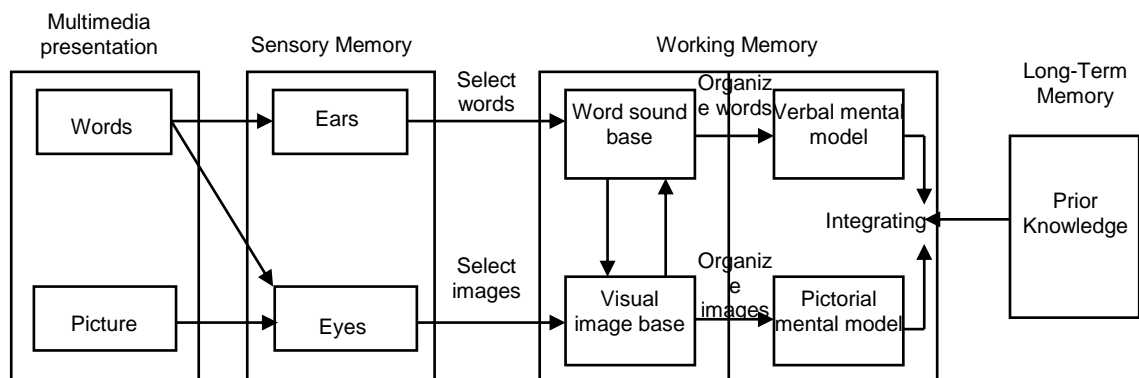 Multimedia
presentation
Sensory Memory
Working Memory
Long-Term
Memory
Words
Ears
Select
words
Word sound
base
Organiz
e words
Verbal mental
model
Integrating
Prior
Knowledge
Picture
Eyes
Select
images
Visual
image base
Organiz
e
images
Pictorial
mental model